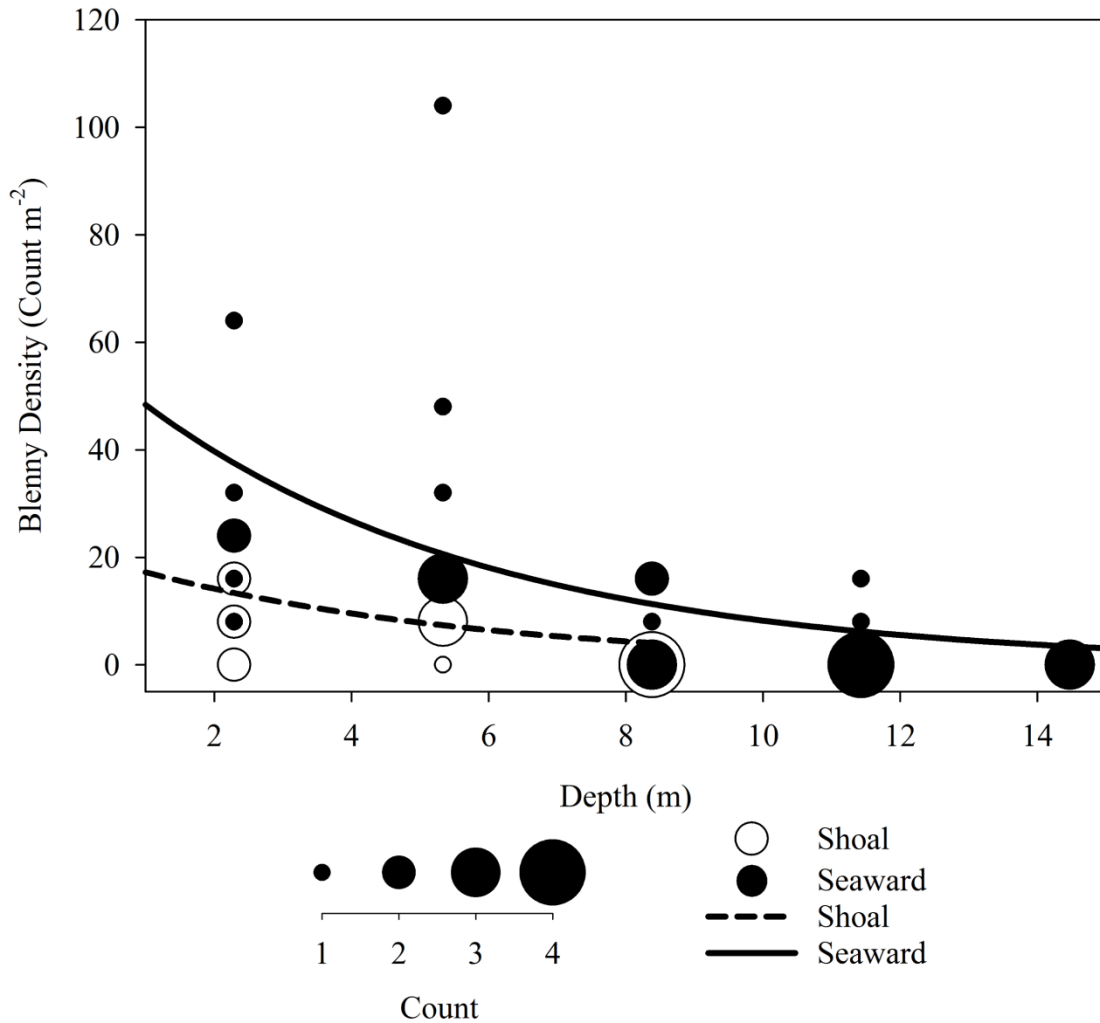 Blenny Density (Count m⁻²)
120
100
80
60
40
20
0
2 4 6 8 10 12 14
Depth (m)
1 2 3 4
Count
Shoal
Seaward
Shoal
Seaward